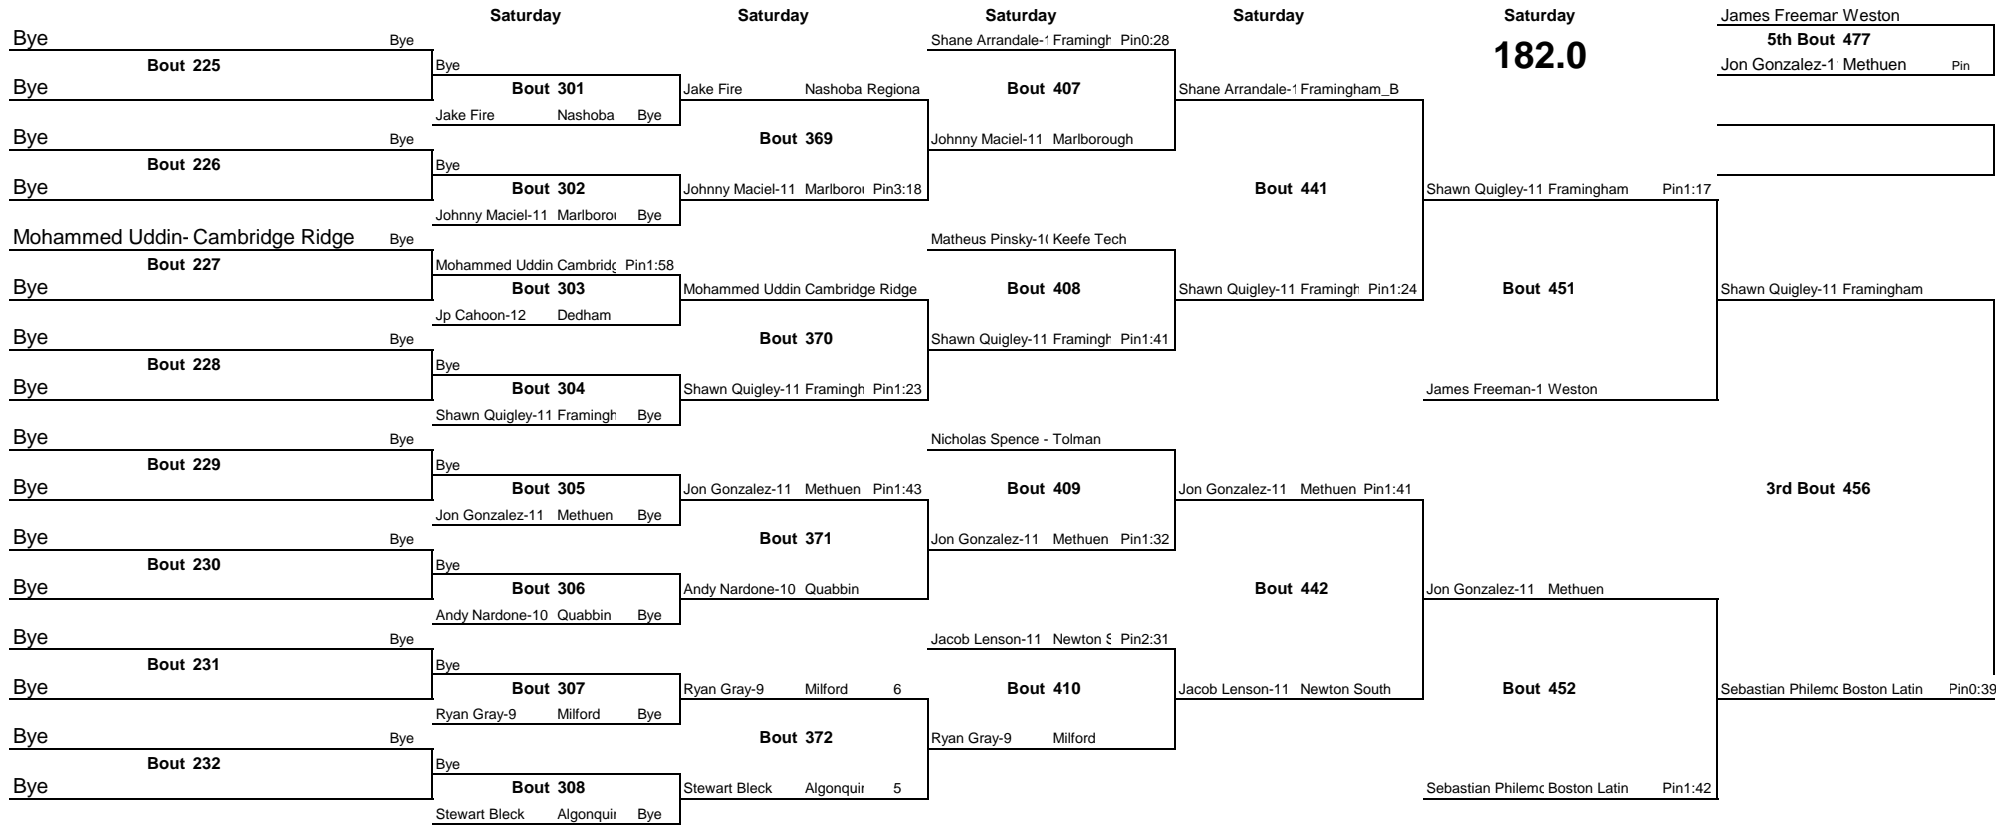 Saturday Saturday Saturday Saturday Saturday James Freemar Weston
Bye Bye Shane Arrandale-1 Framingh Pin0:28 182.0 5th Bout 477
Bout 225 Bye Jon Gonzalez-1 Methuen Pin
Bye Bout 301 Jake Fire Nashoba Regiona Bout 407 Shane Arrandale-1 Framingham_B
Jake Fire Nashoba Bye
Bye Bye Bout 369 Johnny Maciel-11 Marlborough
Bout 226 Bye
Bye Bout 302 Johnny Maciel-11 Marlborou Pin3:18 Bout 441 Shawn Quigley-11 Framingham Pin1:17
Johnny Maciel-11 Marlborou Bye
Mohammed Uddin- Cambridge Ridge Bye Matheus Pinsky-1( Keefe Tech
Bout 227 Mohammed Uddin Cambridg Pin1:58
Bye Bout 303 Mohammed Uddin Cambridge Ridge Bout 408 Shawn Quigley-11 Framingh Pin1:24 Bout 451 Shawn Quigley-11 Framingham
Jp Cahoon-12 Dedham
Bye Bye Bout 370 Shawn Quigley-11 Framingh Pin1:41
Bout 228 Bye
Bye Bout 304 Shawn Quigley-11 Framingh Pin1:23 James Freeman-1 Weston
Shawn Quigley-11 Framingh Bye
Bye Bye Nicholas Spence - Tolman
Bout 229 Bye
Bye Bout 305 Jon Gonzalez-11 Methuen Pin1:43 Bout 409 Jon Gonzalez-11 Methuen Pin1:41 3rd Bout 456
Jon Gonzalez-11 Methuen Bye
Bye Bye Bout 371 Jon Gonzalez-11 Methuen Pin1:32
Bout 230 Bye
Bye Bout 306 Andy Nardone-10 Quabbin Bout 442 Jon Gonzalez-11 Methuen
Andy Nardone-10 Quabbin Bye
Bye Bye Jacob Lenson-11 Newton S Pin2:31
Bout 231 Bye
Bye Bout 307 Ryan Gray-9 Milford 6 Bout 410 Jacob Lenson-11 Newton South Bout 452 Sebastian Philemo Boston Latin Pin0:39
Ryan Gray-9 Milford Bye
Bye Bye Bout 372 Ryan Gray-9 Milford
Bout 232 Bye
Bye Bout 308 Stewart Bleck Algonquin 5 Sebastian Philemo Boston Latin Pin1:42
Stewart Bleck Algonquin Bye